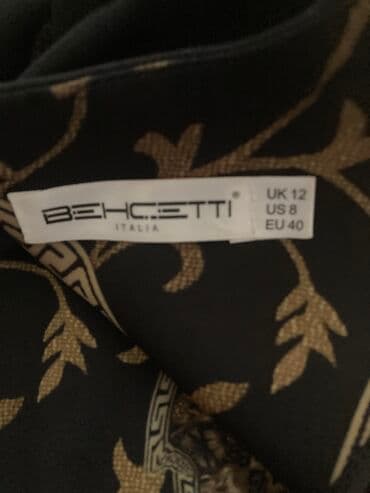 BEHCETTI®
ITALIA
UK 12
US 8
EU 40